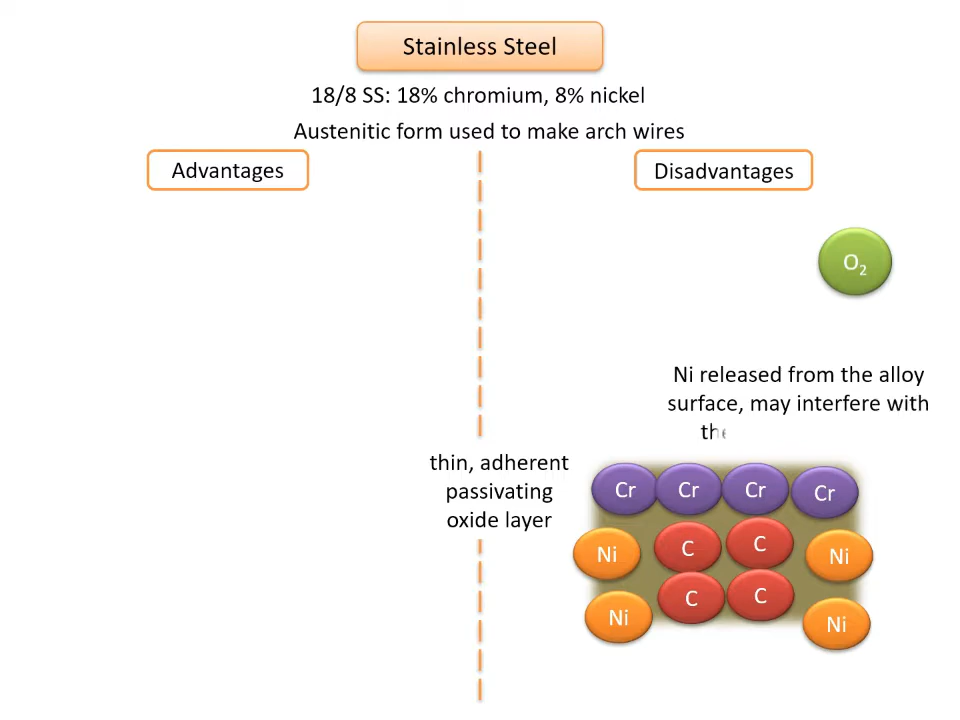 Stainless Steel
18/8 SS: 18% chromium, 8% nickel
Austenitic form used to make arch wires
Advantages
Disadvantages
O₂
Ni released from the alloy
surface, may interfere with
thin, adherent
passivating
oxide layer
Cr Cr Cr Cr
Ni C C Ni
Ni C C Ni